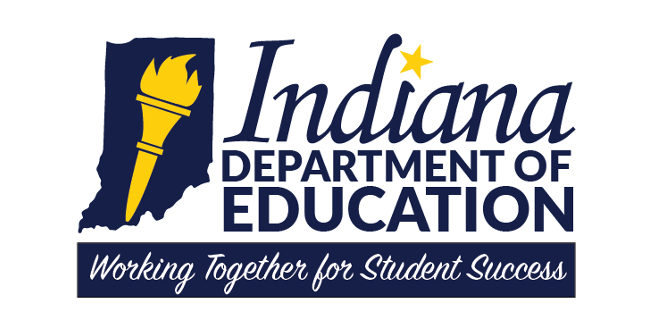 Indiana
DEPARTMENT OF
EDUCATION
Working Together for Student Success